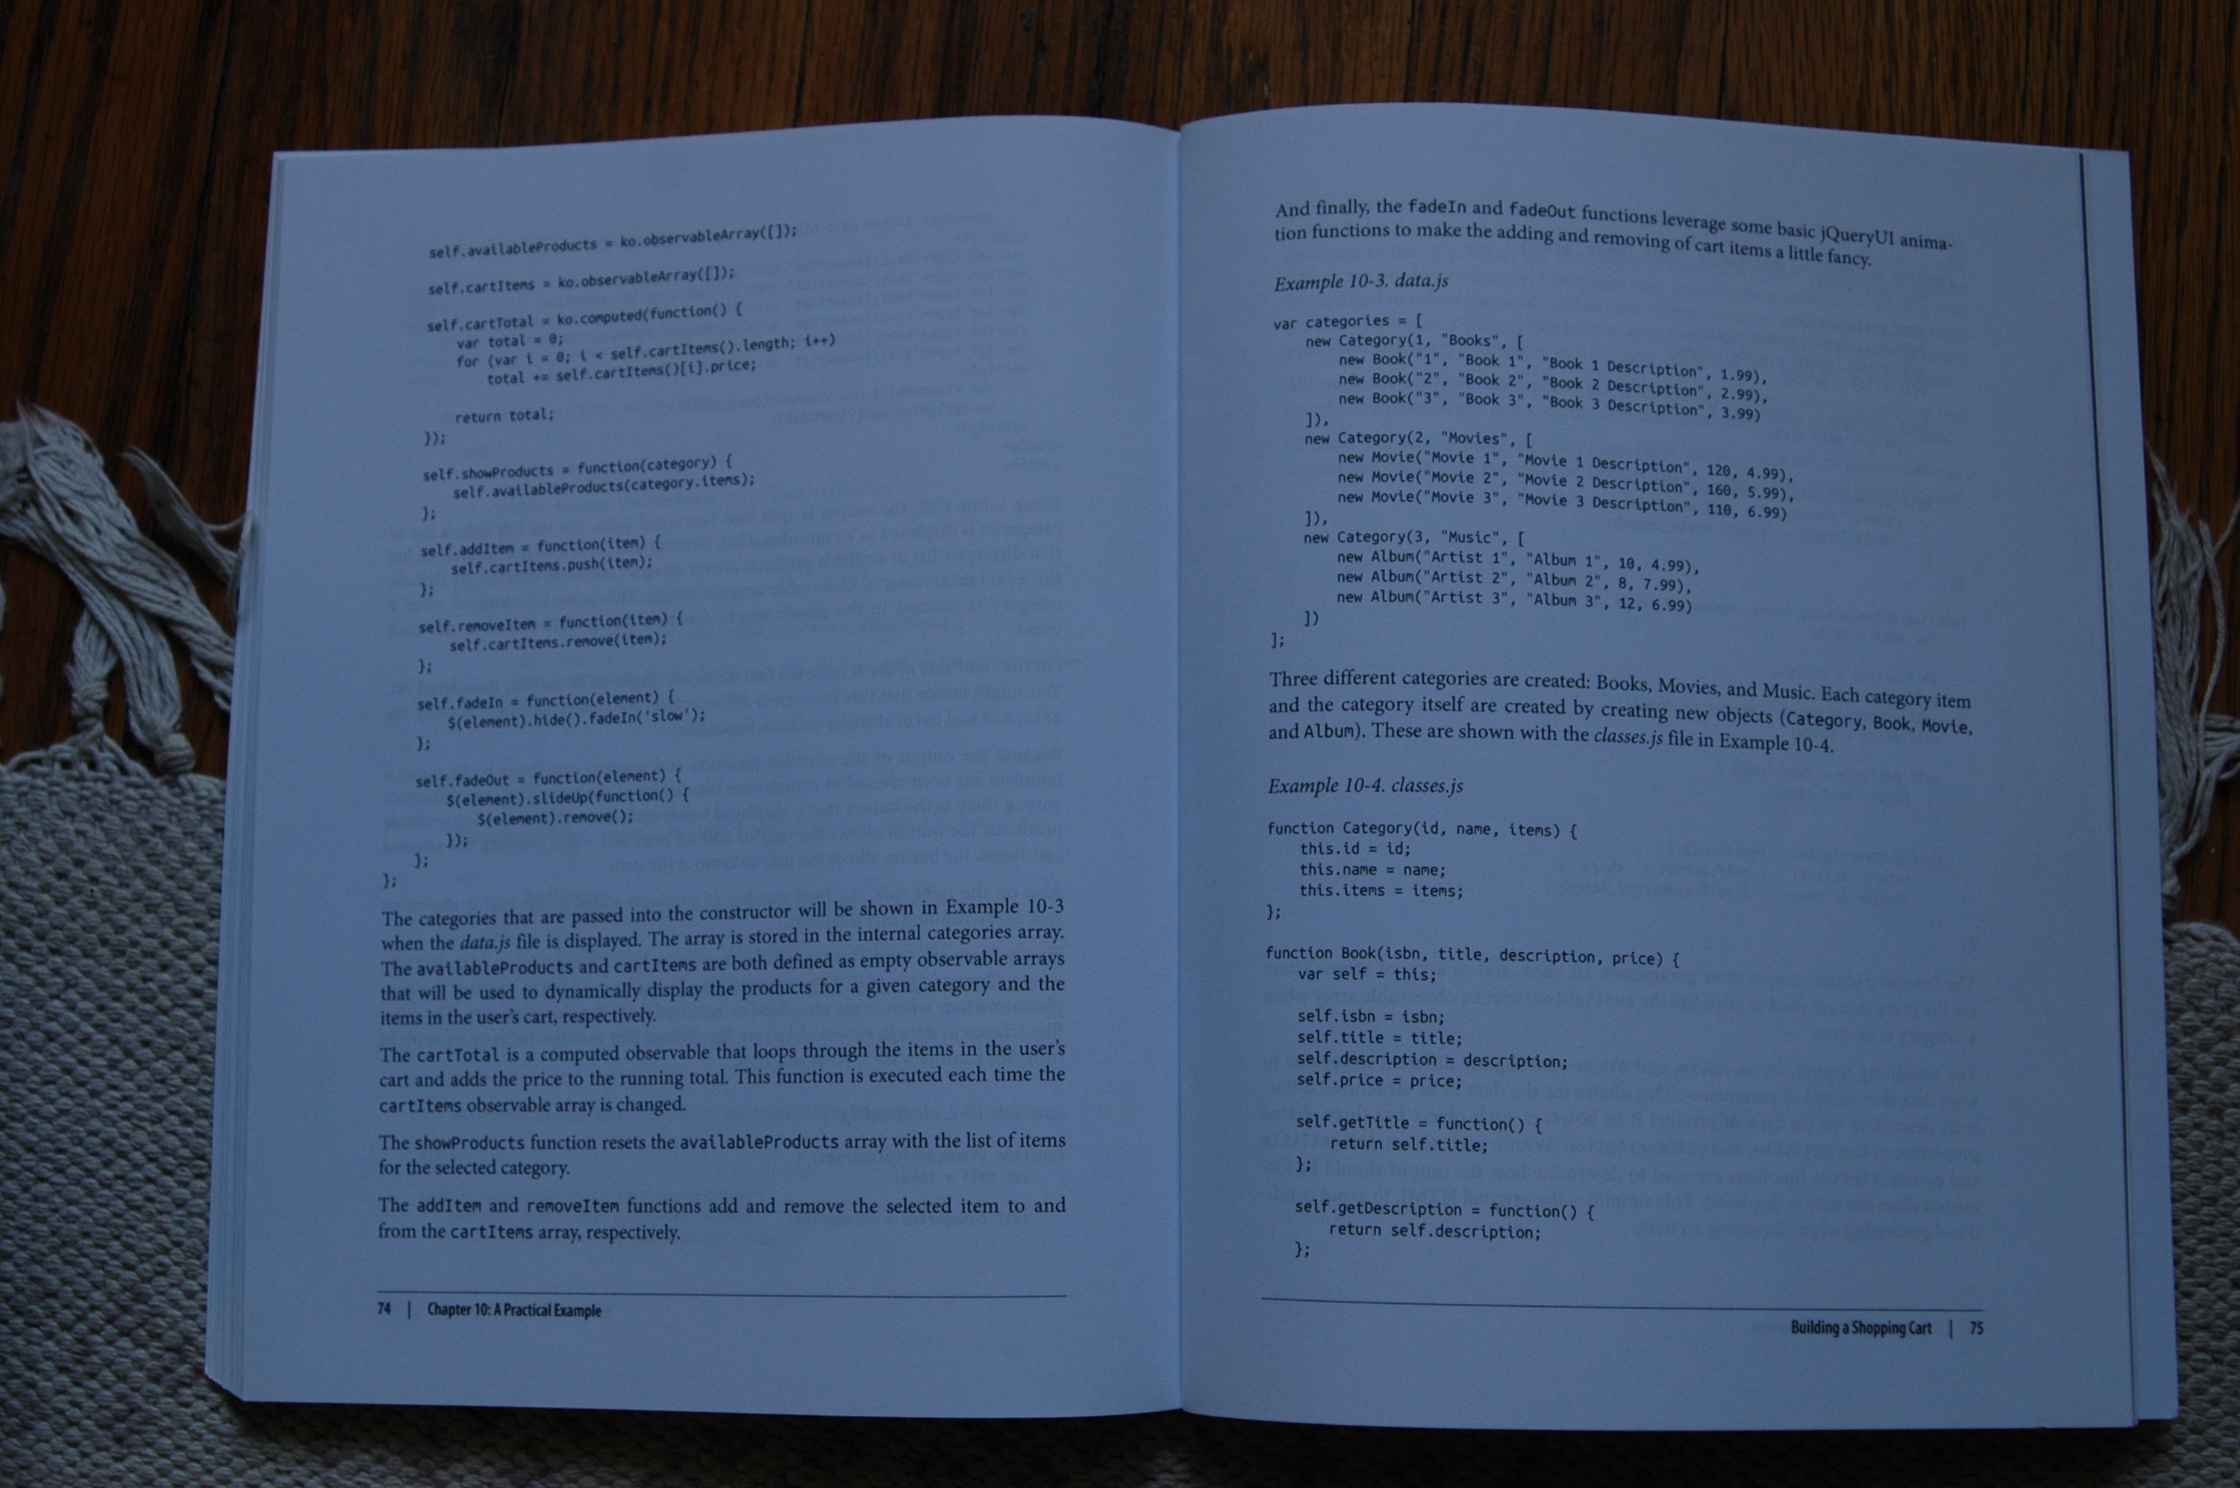 self.availableProducts = ko.observableArray([]);
self.cartItems = ko.observableArray([]);
self.cartTotal = ko.computed(function() {
var total = 0;
for (var i = 0; i < self.cartItems().length; i++)
total += self.cartItems()[i].price;
return total;
});
self.showProducts = function(category) {
self.availableProducts(category.items);
};
self.addItem = function(item) {
self.cartItems.push(item);
};
self.removeItem = function(item) {
self.cartItems.remove(item);
};
self.fadeIn = function(element) {
$(element).hide().fadeIn('slow');
};
self.fadeOut = function(element) {
$(element).slideUp(function() {
$(element).remove();
});
};
};
The categories that are passed into the constructor will be shown in Example 10-3
when the data.js file is displayed. The array is stored in the internal categories array.
The availableProducts and cartItems are both defined as empty observable arrays
that will be used to dynamically display the products for a given category and the
items in the user's cart, respectively.
The cartTotal is a computed observable that loops through the items in the user's
cart and adds the price to the running total. This function is executed each time the
cartItems observable array is changed.
The showProducts function resets the availableProducts array with the list of items
for the selected category.
The addItem and removeItem functions add and remove the selected item to and
from the cartItems array, respectively.
74 | Chapter 10: A Practical Example
And finally, the fadeIn and fadeOut functions leverage some basic jQueryUI anima-
tion functions to make the adding and removing of cart items a little fancy.
Example 10-3. data.js
var categories = [
new Category(1, "Books", [
new Book("1", "Book 1", "Book 1 Description", 1.99),
new Book("2", "Book 2", "Book 2 Description", 2.99),
new Book("3", "Book 3", "Book 3 Description", 3.99)
]),
new Category(2, "Movies", [
new Movie("Movie 1", "Movie 1 Description", 120, 4.99),
new Movie("Movie 2", "Movie 2 Description", 160, 5.99),
new Movie("Movie 3", "Movie 3 Description", 110, 6.99)
]),
new Category(3, "Music", [
new Album("Artist 1", "Album 1", 10, 4.99),
new Album("Artist 2", "Album 2", 8, 7.99),
new Album("Artist 3", "Album 3", 12, 6.99)
])
];
Three different categories are created: Books, Movies, and Music. Each category item
and the category itself are created by creating new objects (Category, Book, Movie,
and Album). These are shown with the classes.js file in Example 10-4.
Example 10-4. classes.js
function Category(id, name, items) {
this.id = id;
this.name = name;
this.items = items;
};
function Book(isbn, title, description, price) {
var self = this;
self.isbn = isbn;
self.title = title;
self.description = description;
self.price = price;
self.getTitle = function() {
return self.title;
};
self.getDescription = function() {
return self.description;
};
Building a Shopping Cart | 75